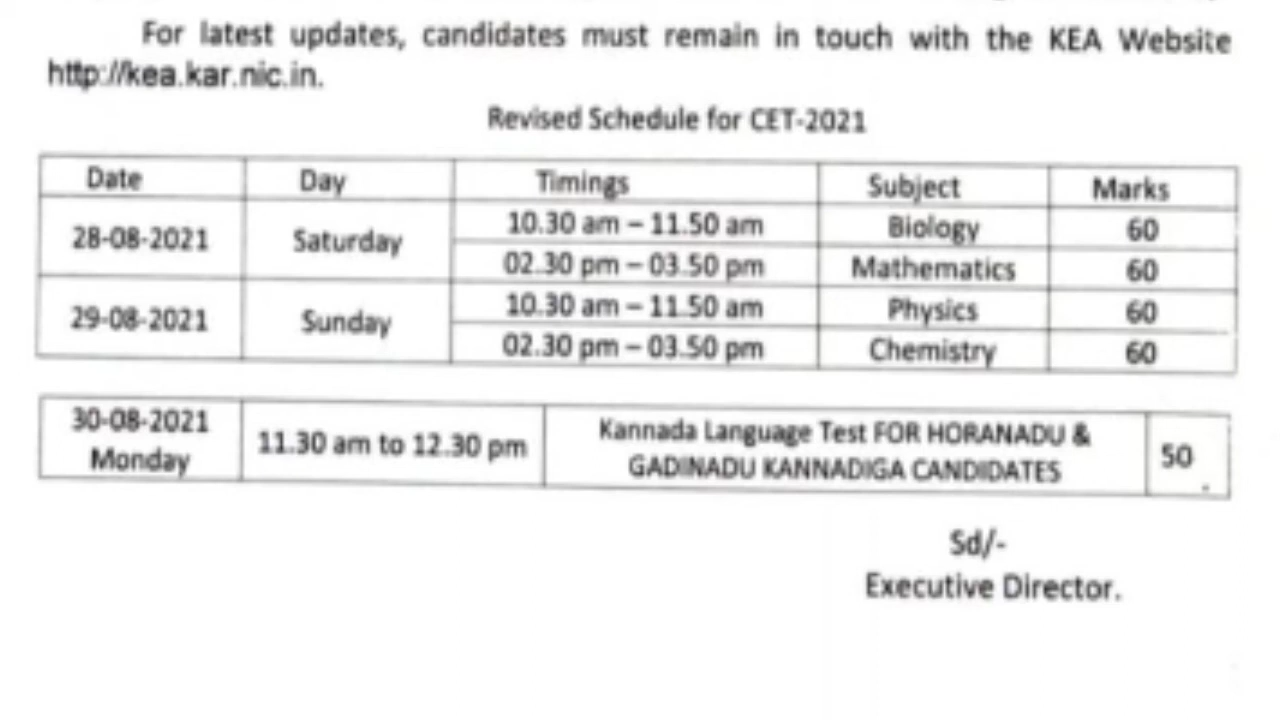 For latest updates, candidates must remain in touch with the KEA Website
http://kea.kar.nic.in.
Revised Schedule for CET-2021
Date Day Timings Subject Marks
28-08-2021 Saturday 10.30 am – 11.50 am Biology 60
02.30 pm – 03.50 pm Mathematics 60
29-08-2021 Sunday 10.30 am – 11.50 am Physics 60
02.30 pm – 03.50 pm Chemistry 60
30-08-2021
Monday
11.30 am to 12.30 pm
Kannada Language Test FOR HORANADU &
GADINADU KANNADIGA CANDIDATES
50
Sd/-
Executive Director.